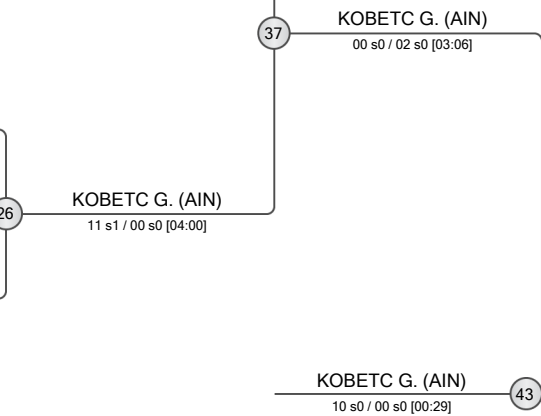 KOBETC G. (AIN)
37
00 s0 / 02 s0 [03:06]
KOBETC G. (AIN)
26
11 s1 / 00 s0 [04:00]
KOBETC G. (AIN)
43
10 s0 / 00 s0 [00:29]